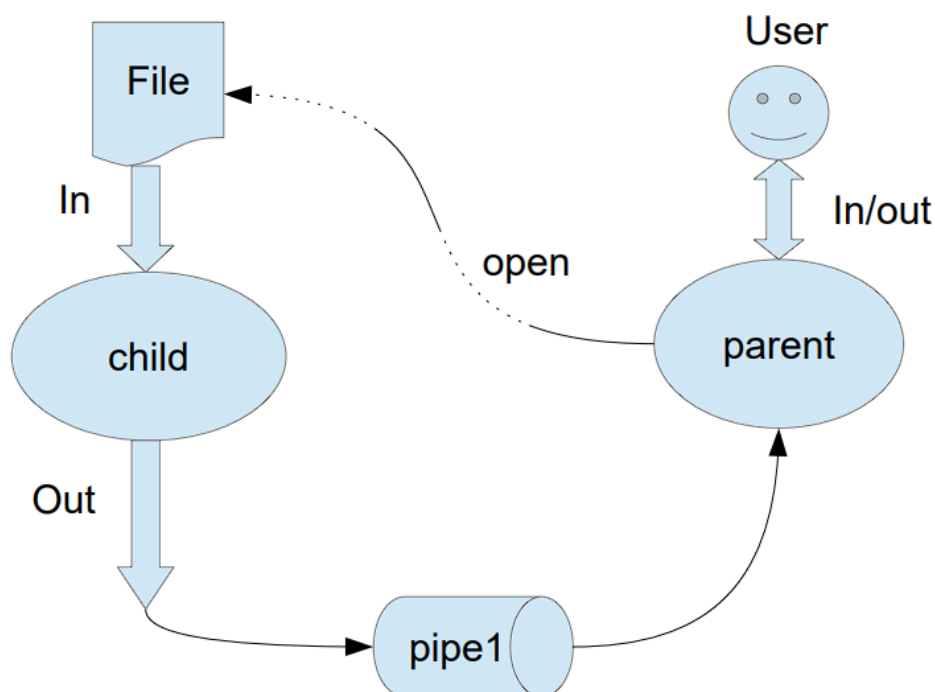 User
File
In
In/out
open
parent
child
Out
pipe1